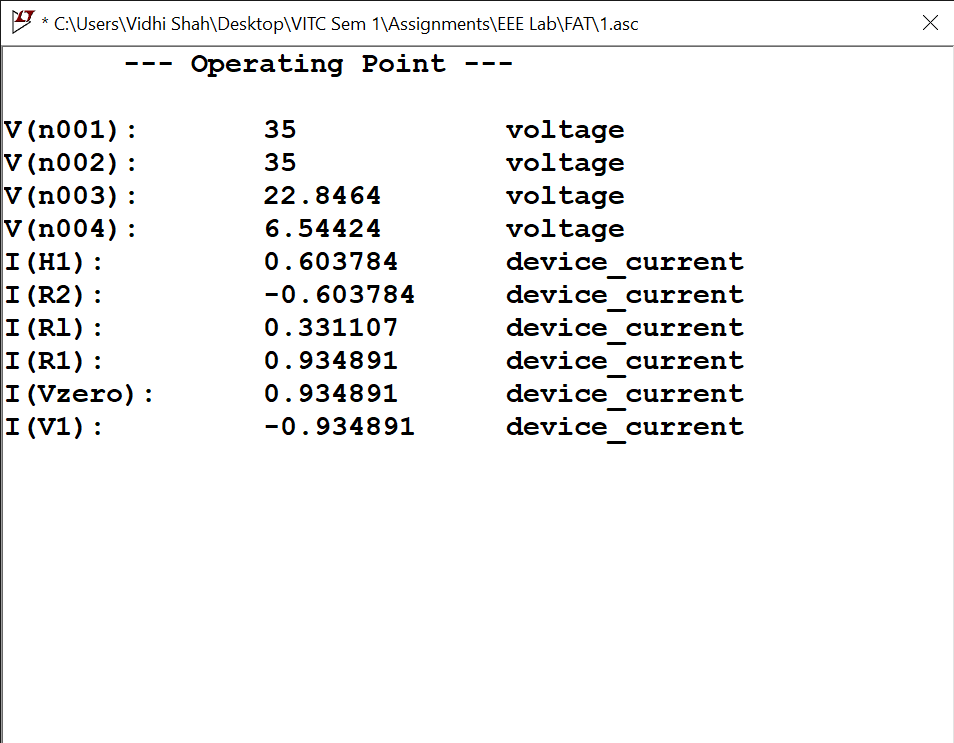 * C:\Users\Vidhi Shah\Desktop\VITC Sem 1\Assignments\EEE Lab\FAT\1.asc
--- Operating Point ---
V(n001): 35 voltage
V(n002): 35 voltage
V(n003): 22.8464 voltage
V(n004): 6.54424 voltage
I(H1): 0.603784 device_current
I(R2): -0.603784 device_current
I(Rl): 0.331107 device_current
I(R1): 0.934891 device_current
I(Vzero): 0.934891 device_current
I(V1): -0.934891 device_current